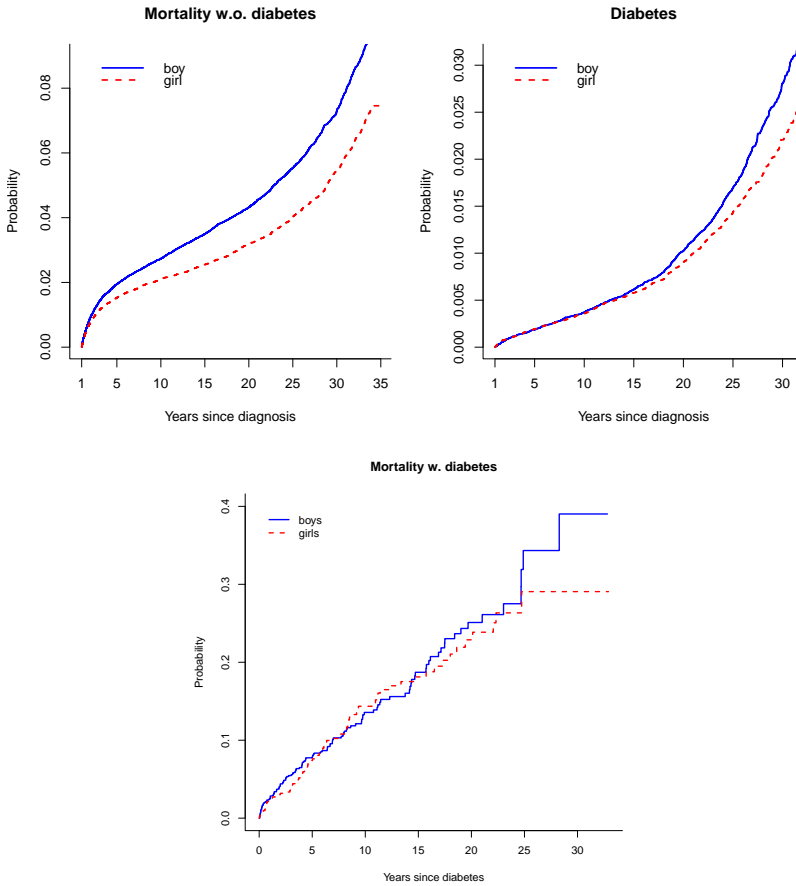 Mortality w.o. diabetes
boy
girl
Probability
0.00 0.02 0.04 0.06 0.08
1 5 10 15 20 25 30 35
Years since diagnosis
Diabetes
boy
girl
Probability
0.000 0.005 0.010 0.015 0.020 0.025 0.030
1 5 10 15 20 25 30
Years since diagnosis
Mortality w. diabetes
boys
girls
Probability
0.0 0.1 0.2 0.3 0.4
0 5 10 15 20 25 30
Years since diabetes